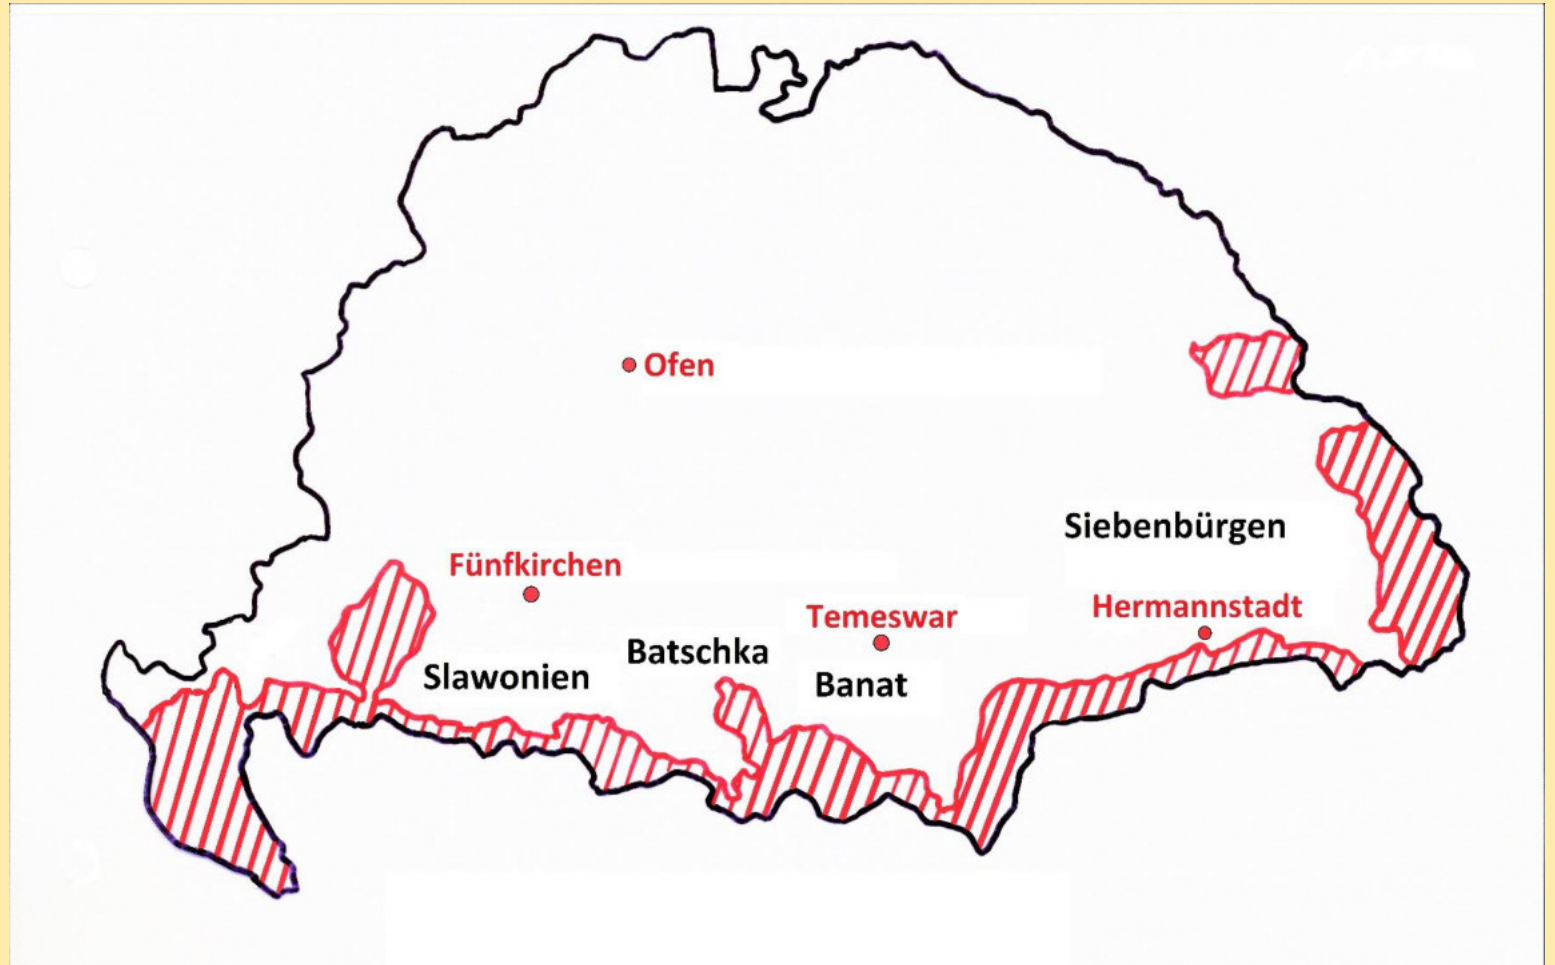 Ofen
Siebenbürgen
Fünfkirchen
Hermannstadt
Temeswar
Batschka
Slawonien
Banat